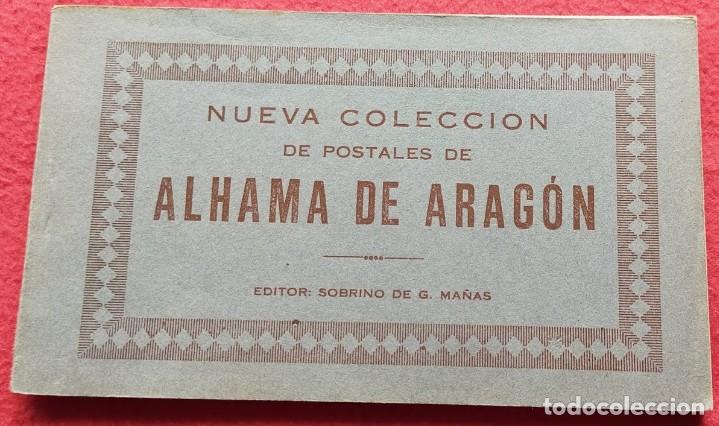 NUEVA COLECCION
DE POSTALES DE
ALHAMA DE ARAGÓN
EDITOR: SOBRINO DE G. MAÑAS
todocoleccion